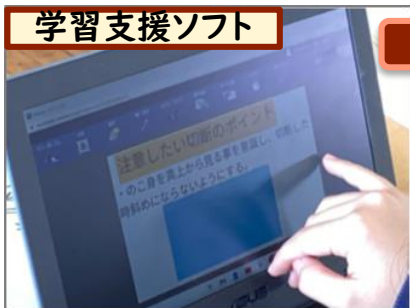 学習支援ソフト
注意したい切断のポイント
・のこ身を真上から見る事を意識し、切断した
時斜めにならないようにする。